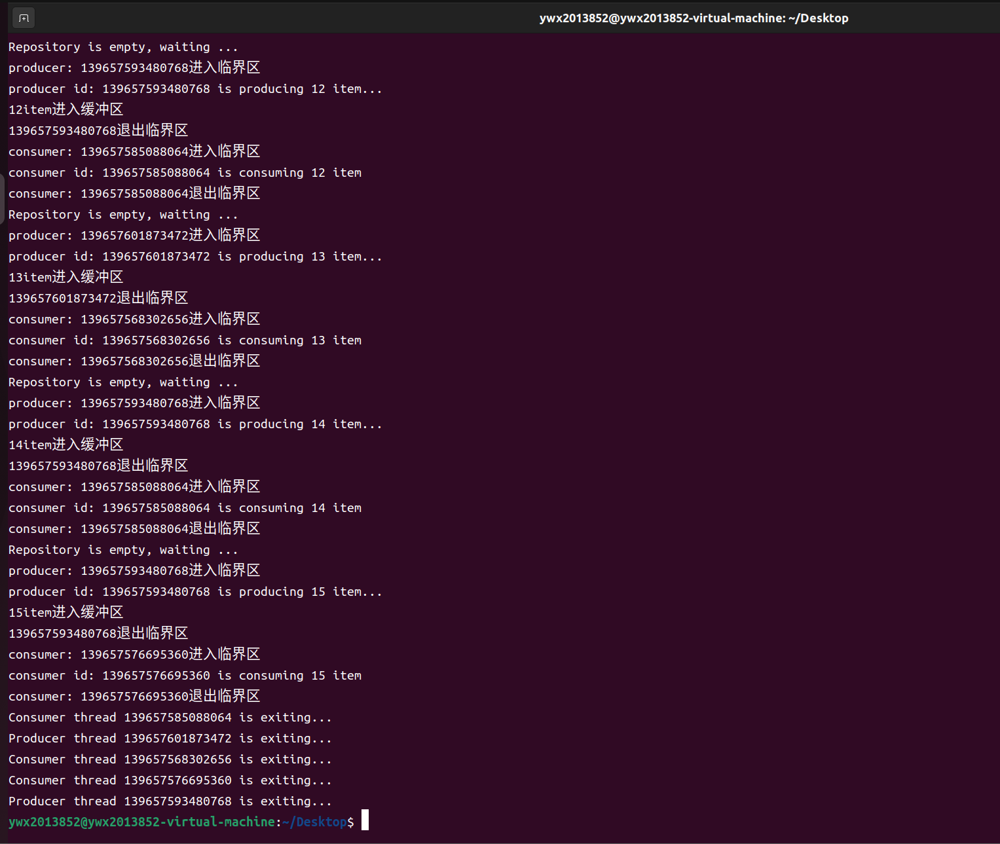 ywx2013852@ywx2013852-virtual-machine: ~/Desktop
Repository is empty, waiting ...
producer: 139657593480768进入临界区
producer id: 139657593480768 is producing 12 item...
12item进入缓冲区
139657593480768退出临界区
consumer: 139657585088064进入临界区
consumer id: 139657585088064 is consuming 12 item
consumer: 139657585088064退出临界区
Repository is empty, waiting ...
producer: 139657601873472进入临界区
producer id: 139657601873472 is producing 13 item...
13item进入缓冲区
139657601873472退出临界区
consumer: 139657568302656进入临界区
consumer id: 139657568302656 is consuming 13 item
consumer: 139657568302656退出临界区
Repository is empty, waiting ...
producer: 139657593480768进入临界区
producer id: 139657593480768 is producing 14 item...
14item进入缓冲区
139657593480768退出临界区
consumer: 139657585088064进入临界区
consumer id: 139657585088064 is consuming 14 item
consumer: 139657585088064退出临界区
Repository is empty, waiting ...
producer: 139657593480768进入临界区
producer id: 139657593480768 is producing 15 item...
15item进入缓冲区
139657593480768退出临界区
consumer: 139657576695360进入临界区
consumer id: 139657576695360 is consuming 15 item
consumer: 139657576695360退出临界区
Consumer thread 139657585088064 is exiting...
Producer thread 139657601873472 is exiting...
Consumer thread 139657568302656 is exiting...
Consumer thread 139657576695360 is exiting...
Producer thread 139657593480768 is exiting...
ywx2013852@ywx2013852-virtual-machine:~/Desktop$